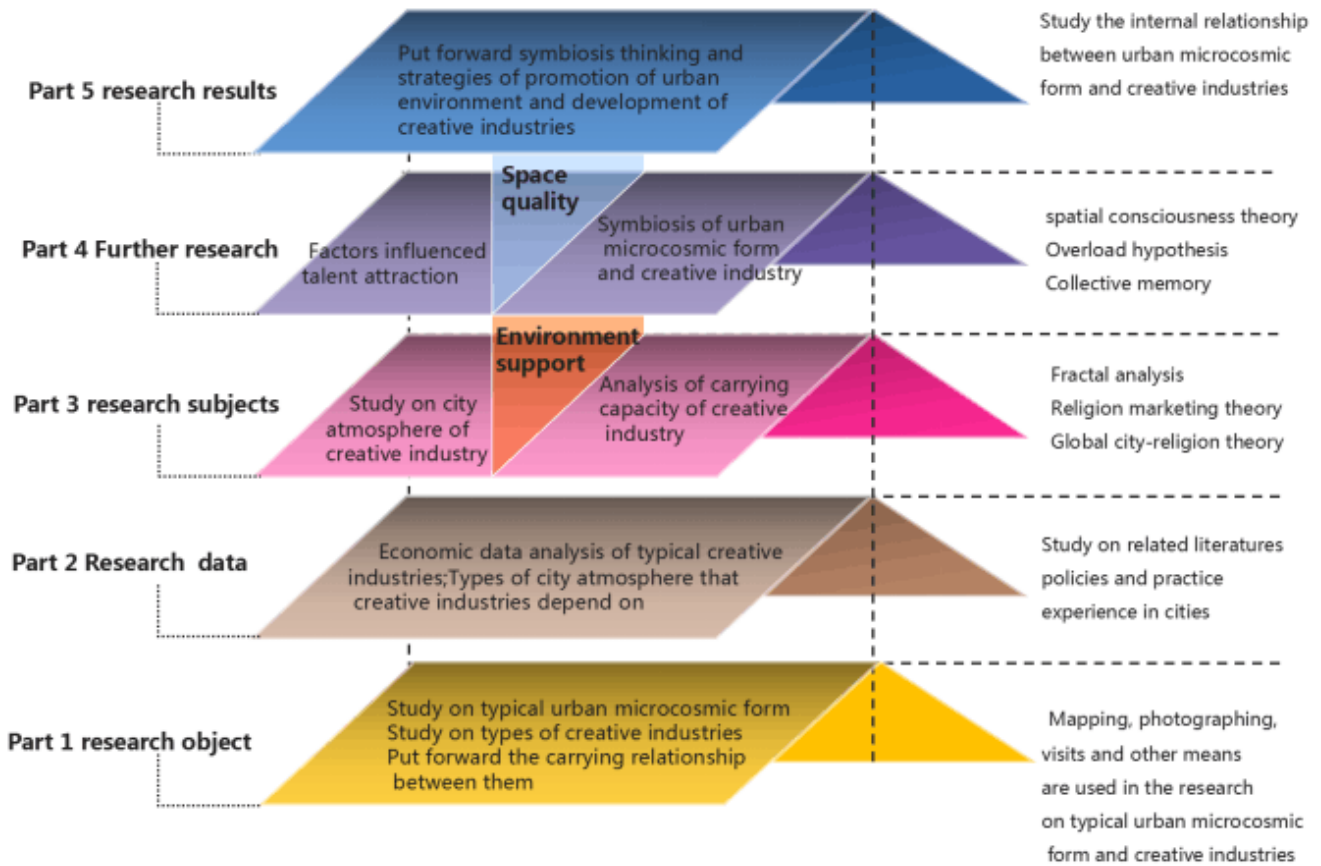 Part 5 research results
Put forward symbiosis thinking and
strategies of promotion of urban
environment and development of
creative industries
Study the internal relationship
between urban microcosmic
form and creative industries
Part 4 Further research
Factors influenced
talent attraction
Space
quality
Symbiosis of urban
microcosmic form
and creative industry
spatial consciousness theory
Overload hypothesis
Collective memory
Part 3 research subjects
Study on city
atmosphere of
creative industry
Environment
support
Analysis of carrying
capacity of creative
industry
Fractal analysis
Religion marketing theory
Global city-religion theory
Part 2 Research data
Economic data analysis of typical creative
industries;Types of city atmosphere that
creative industries depend on
Study on related literatures
policies and practice
experience in cities
Part 1 research object
Study on typical urban microcosmic form
Study on types of creative industries
Put forward the carrying relationship
between them
Mapping, photographing,
visits and other means
are used in the research
on typical urban microcosmic
form and creative industries